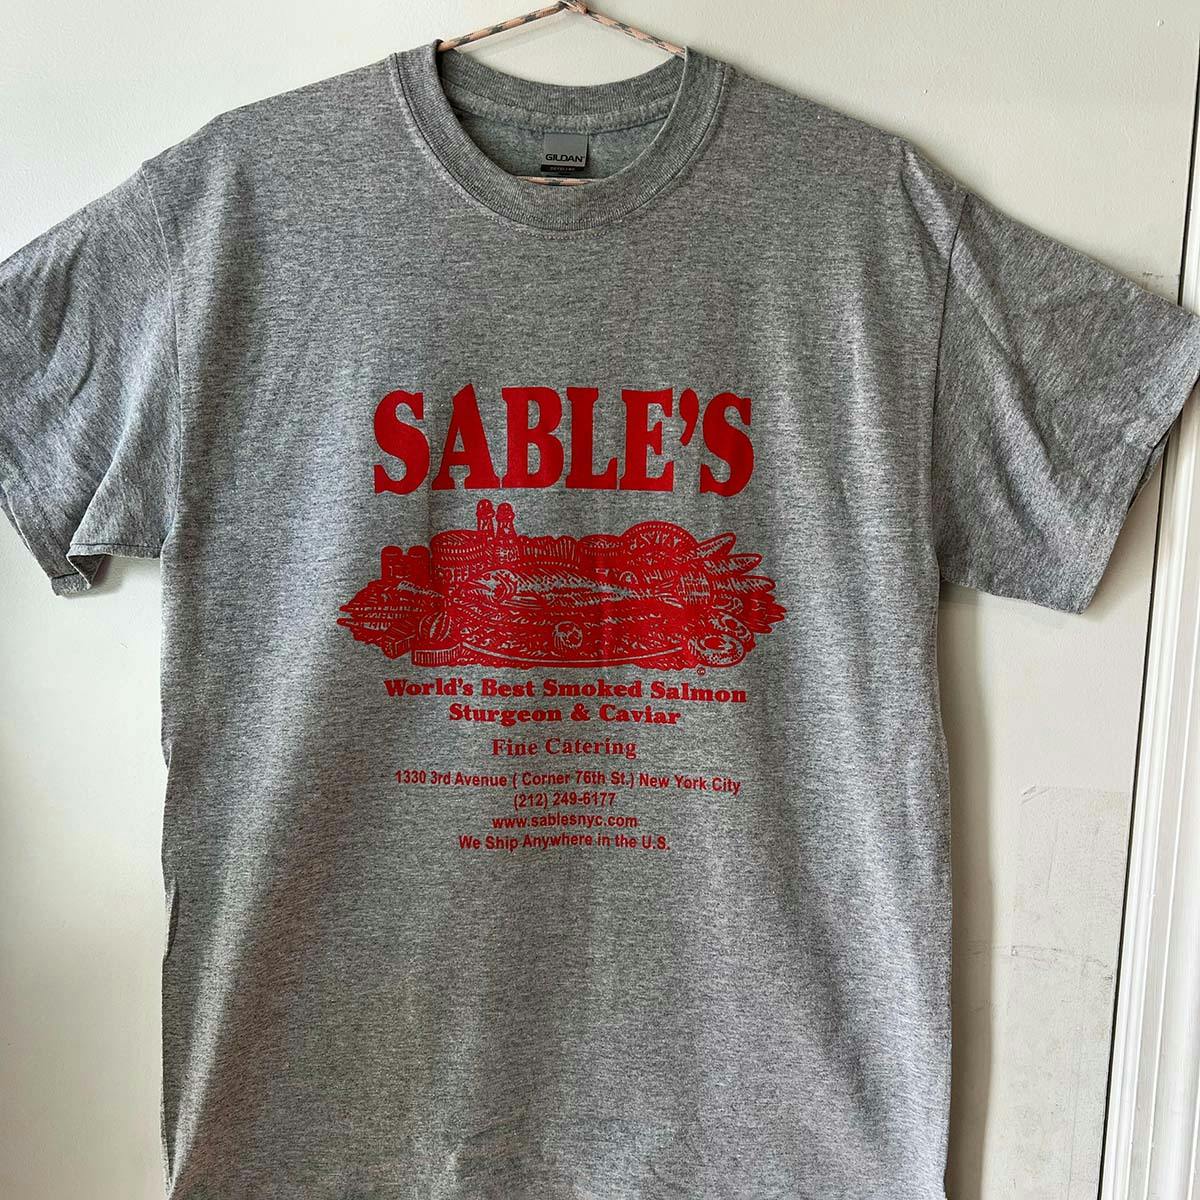 GILDAN
SABLE'S
©
World's Best Smoked Salmon
Sturgeon & Caviar
Fine Catering
1330 3rd Avenue ( Corner 76th St.) New York City
(212) 249-6177
www.sablesnyc.com
We Ship Anywhere in the U.S.